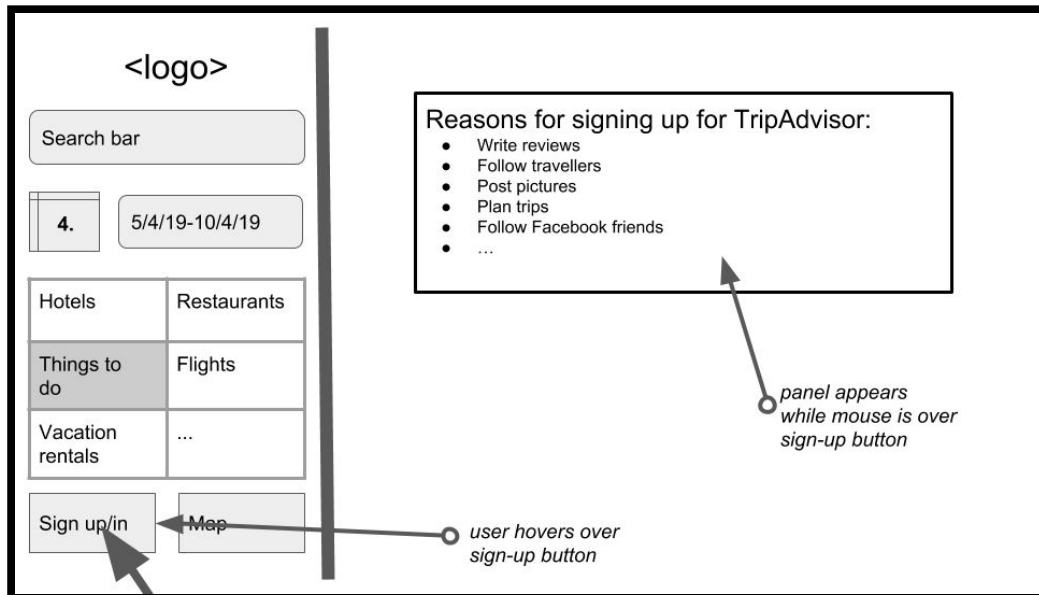 <logo>
Search bar
4.
5/4/19-10/4/19
Hotels
Restaurants
Things to
do
Flights
Vacation
rentals
...
Sign up/in
Map
Reasons for signing up for TripAdvisor:
● Write reviews
● Follow travellers
● Post pictures
● Plan trips
● Follow Facebook friends
● …
panel appears
while mouse is over
sign-up button
user hovers over
sign-up button